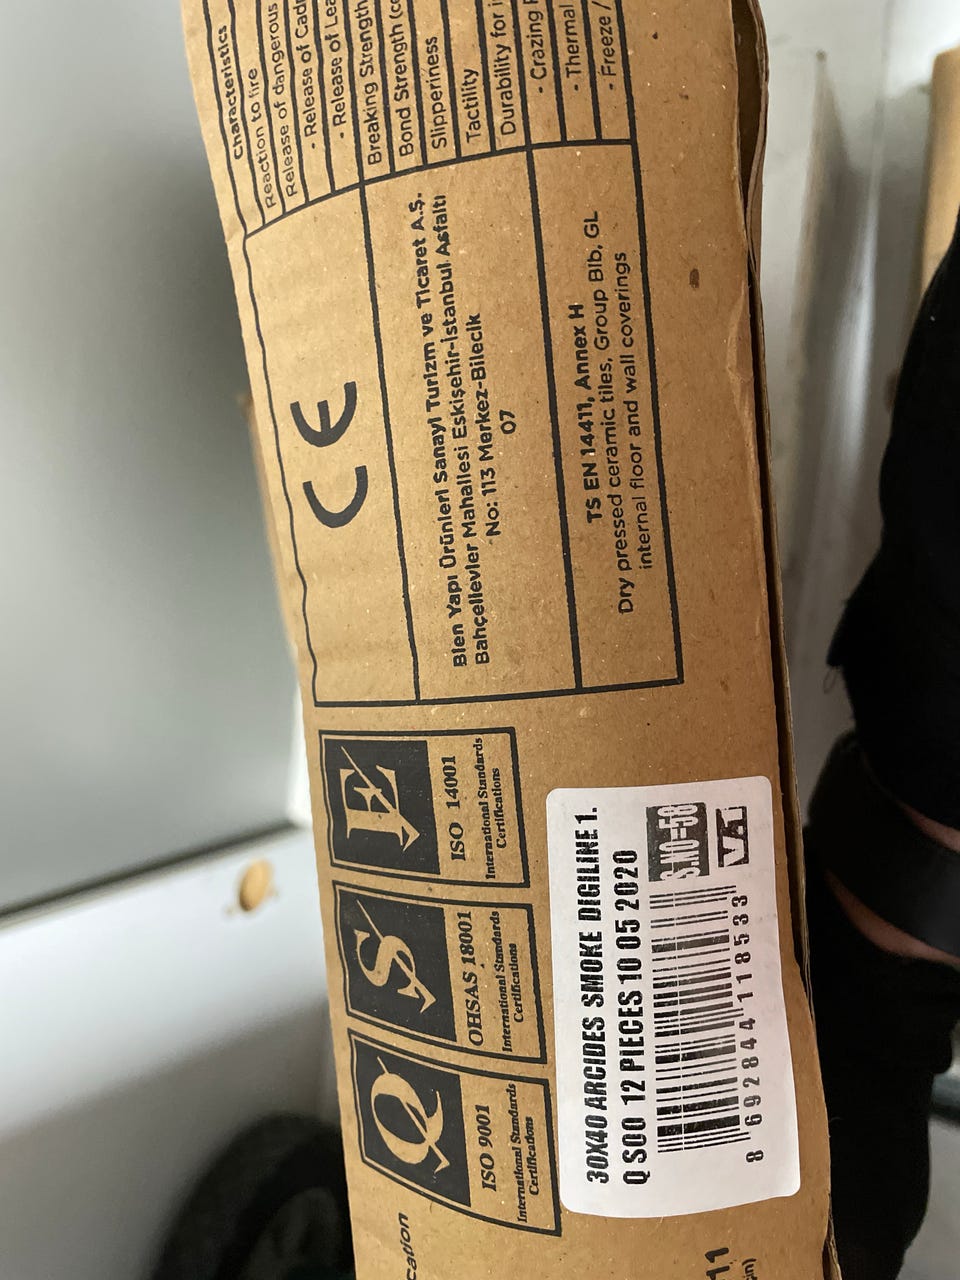 Characteristics
Reaction to fire
Release of dangerous
- Release of
- Release of
Breaking Strength
Bond Strength
Slipperiness
Tactility
Durability for
- Crazing
- Thermal
- Freeze /
CE
Bien Yapı Ürünleri Sanayi Turizm ve Ticaret A.Ş.
Bahçelievler Mahallesi Eskişehir-İstanbul Asfaltı
No: 113 Merkez-Bilecik
07
TS EN 14411, Annex H
Dry pressed ceramic tiles, Group BIb, GL
internal floor and wall coverings
Q
ISO 9001
International Standards
Certifications
S
OHSAS 18001
International Standards
Certifications
E
ISO 14001
International Standards
Certifications
30X40 ARCIDES SMOKE DIGILINE 1.
Q S00 12 PIECES 10 05 2020
S.NO=58
V.1
8 692844 118533